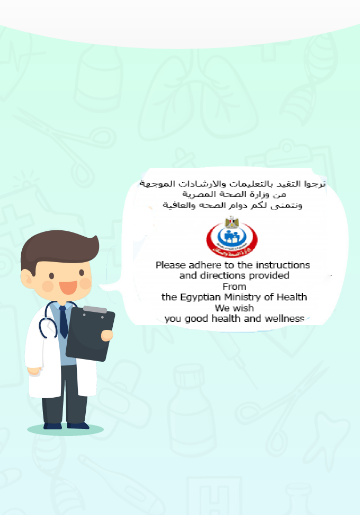 نرجوا التقيد بالتعليمات والارشادات الموجهة
من وزارة الصحة المصرية
ونتمنى لكم دوام الصحه والعافية
Please adhere to the instructions
and directions provided
From
the Egyptian Ministry of Health
We wish
you good health and wellness